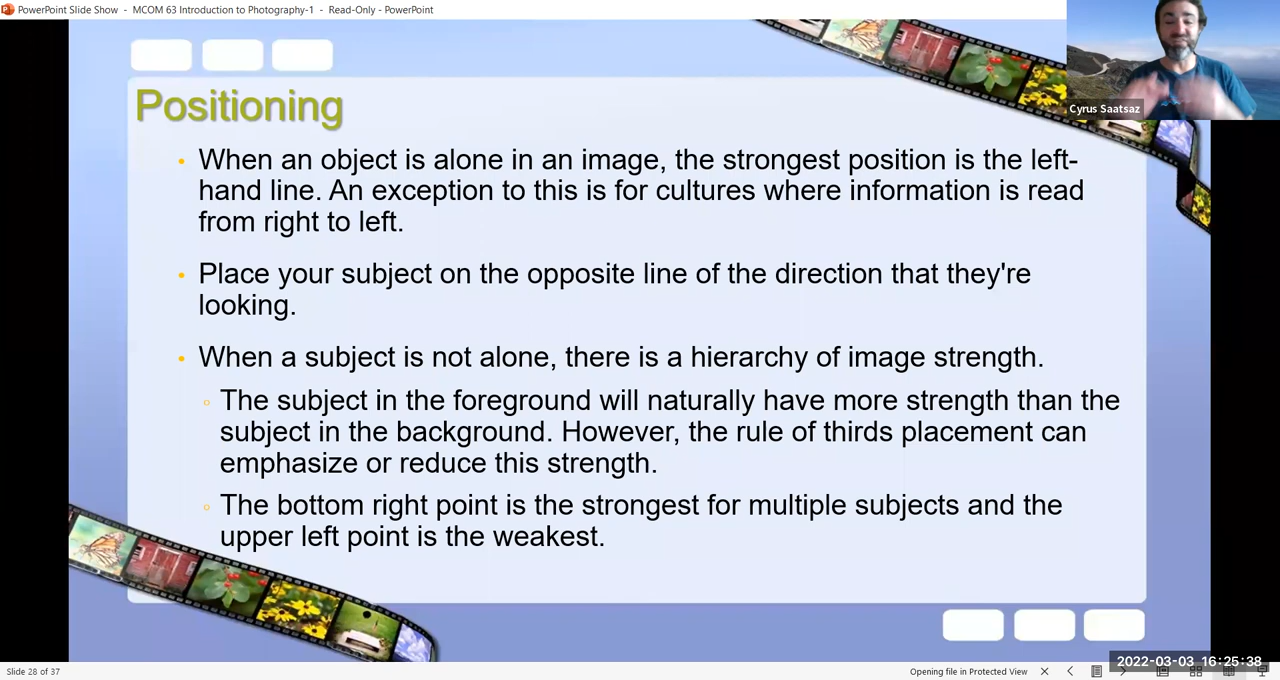 PowerPoint Slide Show - MCOM 63 Introduction to Photography-1 - Read-Only - PowerPoint
Cyrus Saatsaz
Positioning
• When an object is alone in an image, the strongest position is the left-
hand line. An exception to this is for cultures where information is read
from right to left.
• Place your subject on the opposite line of the direction that they're
looking.
• When a subject is not alone, there is a hierarchy of image strength.
○ The subject in the foreground will naturally have more strength than the
subject in the background. However, the rule of thirds placement can
emphasize or reduce this strength.
○ The bottom right point is the strongest for multiple subjects and the
upper left point is the weakest.
Slide 28 of 37
Opening file in Protected View
2022-03-03 16:25:38